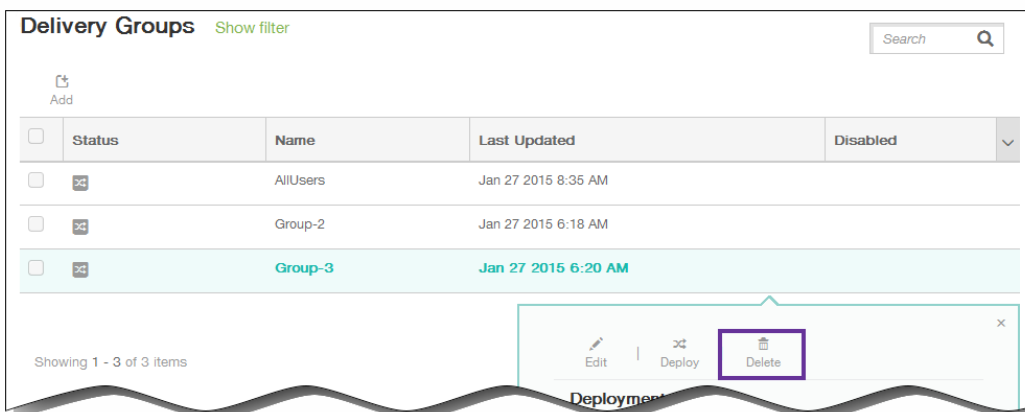 Delivery Groups Show filter
Search
Add
Status Name Last Updated Disabled
AllUsers Jan 27 2015 8:35 AM
Group-2 Jan 27 2015 6:18 AM
Group-3 Jan 27 2015 6:20 AM
Edit | Deploy Delete
Showing 1 - 3 of 3 items
Deployment